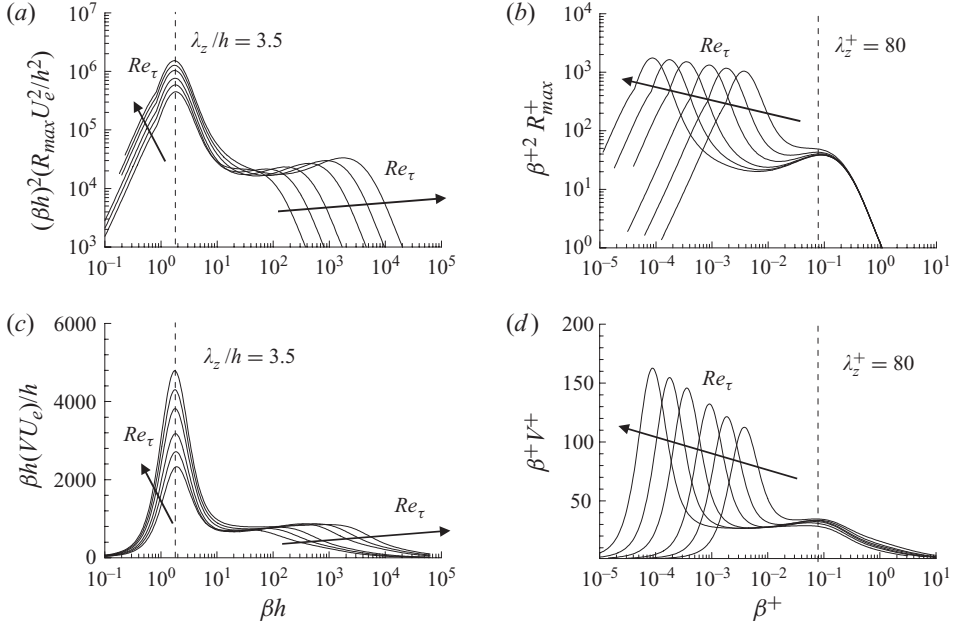 (a)
10^7
10^6
10^5
10^4
10^3
(βh)^2(R_max U_e^2/h^2)
λ_z/h = 3.5
Re_τ
Re_τ
10^−1 10^0 10^1 10^2 10^3 10^4 10^5
(b)
10^4
10^3
10^2
10^1
10^0
β^+2 R^+_max
Re_τ
λ_z^+ = 80
10^−5 10^−4 10^−3 10^−2 10^−1 10^0 10^1
(c)
6000
4000
2000
0
βh(VU_e)/h
λ_z/h = 3.5
Re_τ
Re_τ
10^−1 10^0 10^1 10^2 10^3 10^4 10^5
βh
(d)
200
150
100
50
β^+V^+
Re_τ
λ_z^+ = 80
10^−5 10^−4 10^−3 10^−2 10^−1 10^0 10^1
β^+